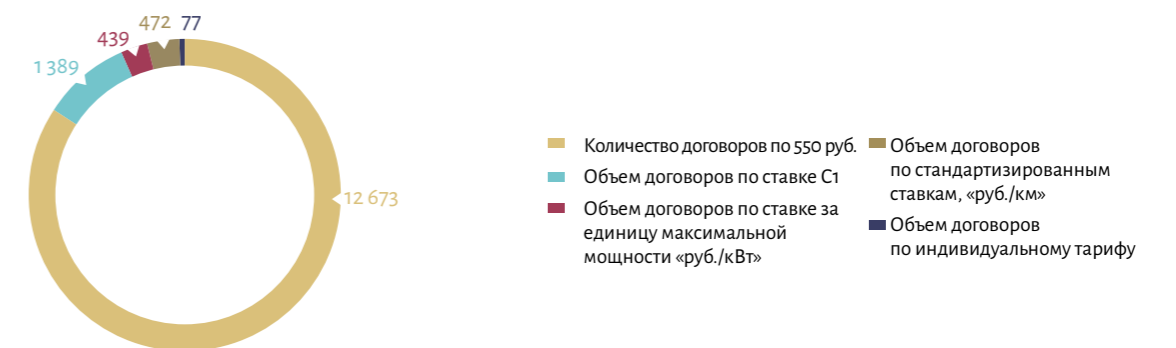 472 77
439
1 389
12 673
Количество договоров по 550 руб.
Объем договоров по ставке С1
Объем договоров по ставке за
единицу максимальной
мощности «руб./кВт»
Объем договоров
по стандартизированным
ставкам, «руб./км»
Объем договоров
по индивидуальному тарифу